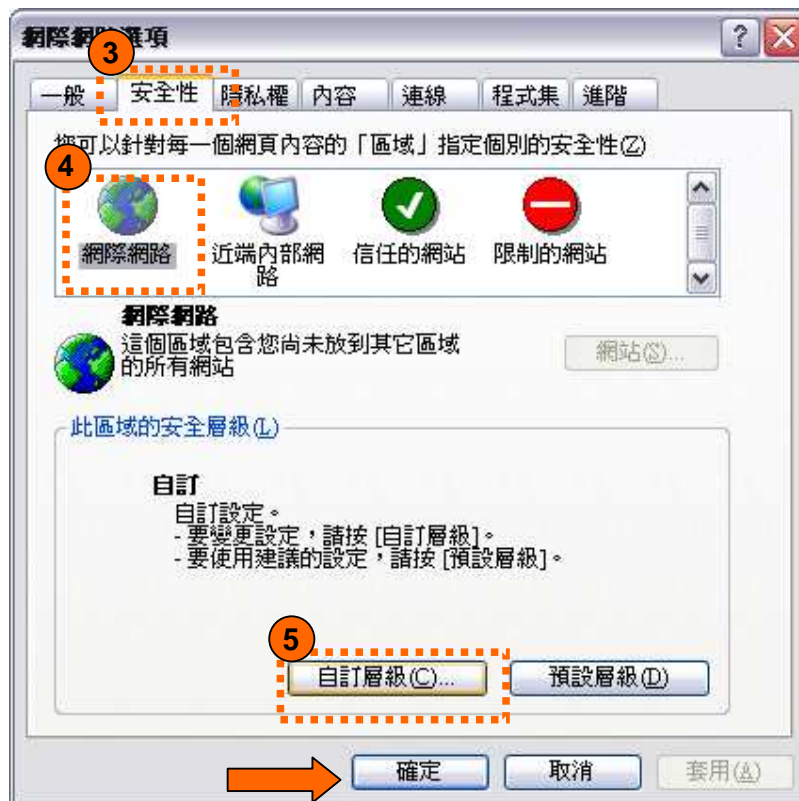 網際網路選項
3
一般 安全性 隱私權 內容 連線 程式集 進階
您可以針對每一個網頁內容的「區域」指定個別的安全性(Z)
4
網際網路 近端內部網路 信任的網站 限制的網站
網際網路
這個區域包含您尚未放到其它區域
的所有網站
網站(S)...
此區域的安全層級(L)
自訂
自訂設定。
- 要變更設定，請按 [自訂層級]。
- 要使用建議的設定，請按 [預設層級]。
5
自訂層級(C)... 預設層級(D)
確定 取消 套用(A)